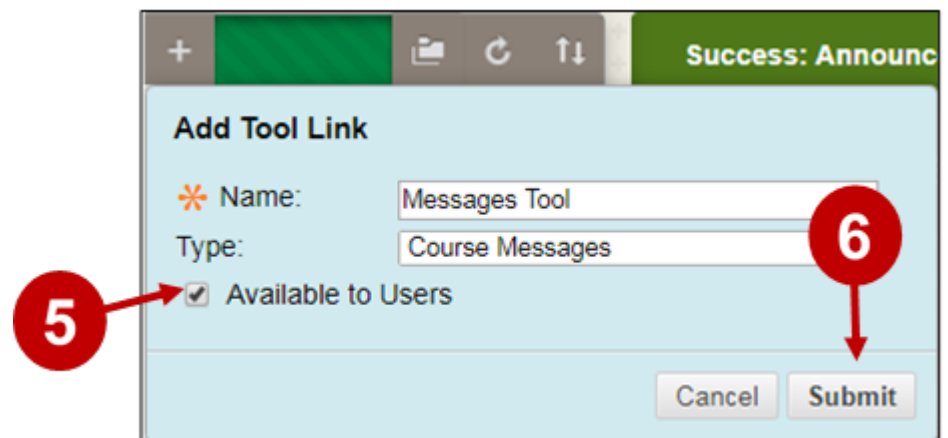 Success: Announc
Add Tool Link
Name: Messages Tool
Type: Course Messages
6
5 Available to Users
Cancel Submit